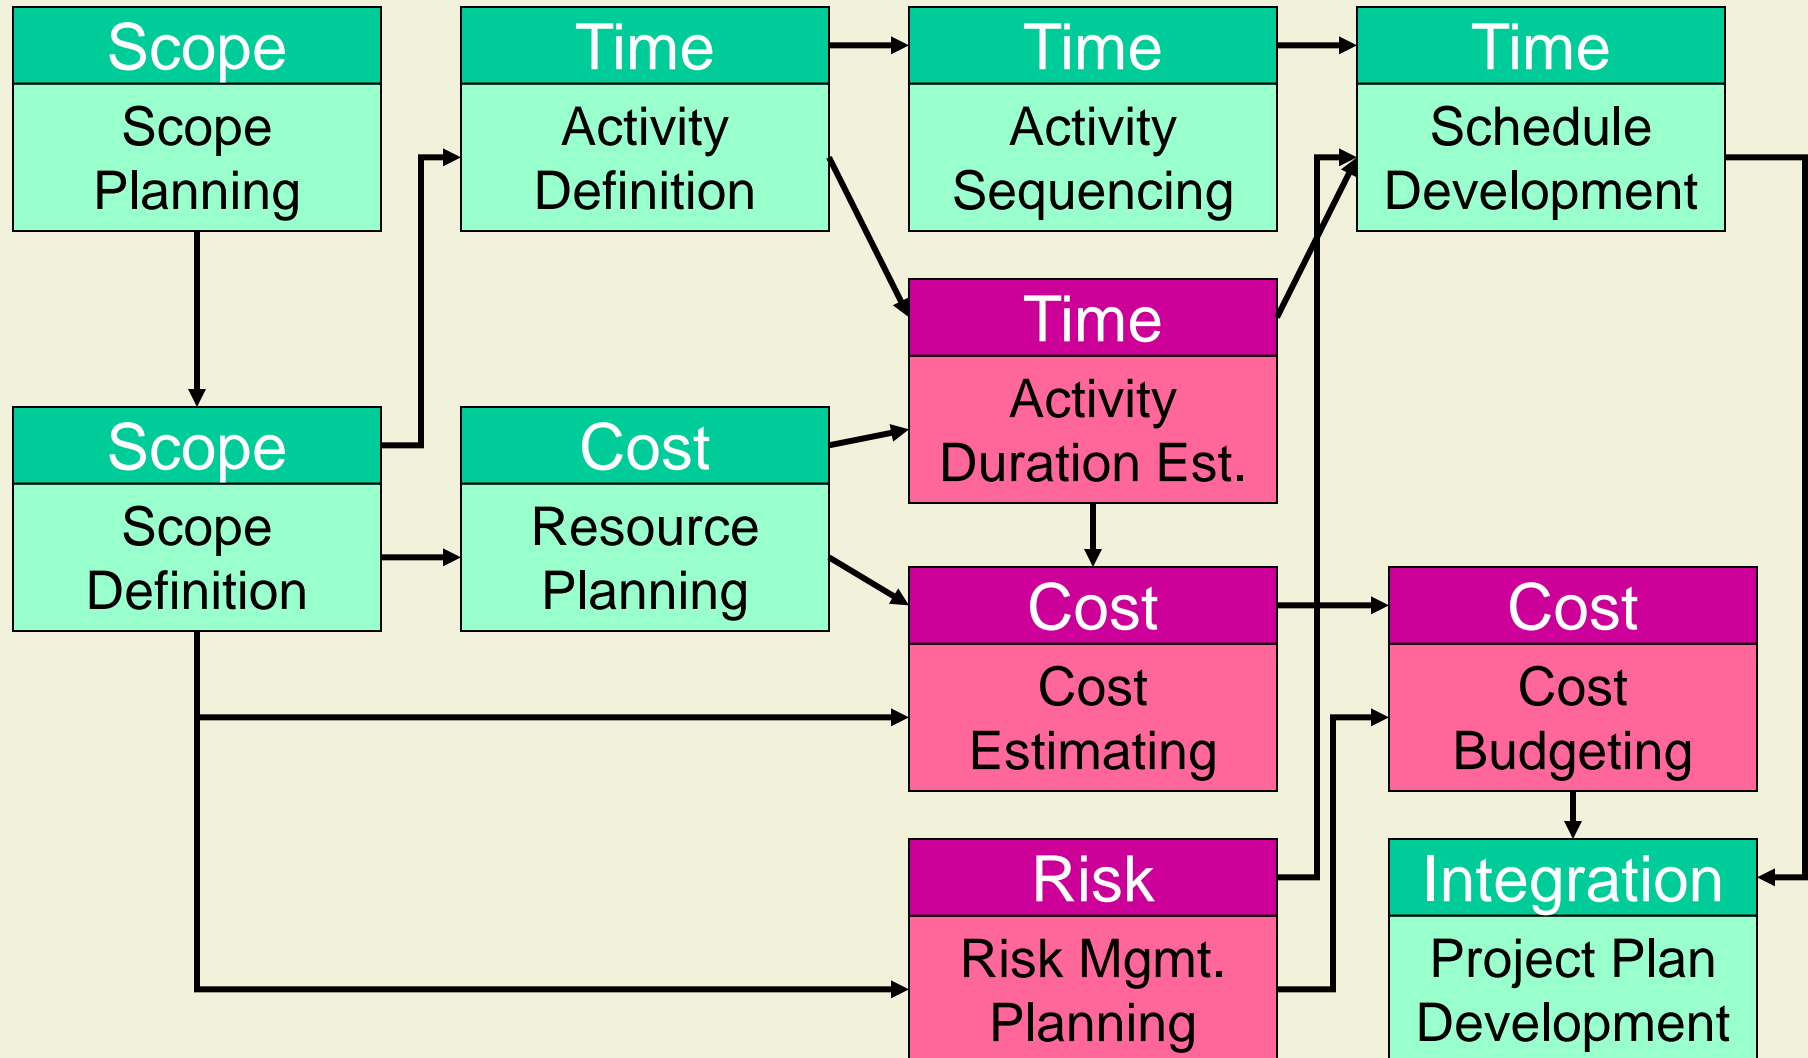 Scope
Scope
Planning
Time
Activity
Definition
Time
Activity
Sequencing
Time
Schedule
Development
Time
Activity
Duration Est.
Scope
Scope
Definition
Cost
Resource
Planning
Cost
Cost
Estimating
Cost
Cost
Budgeting
Risk
Risk Mgmt.
Planning
Integration
Project Plan
Development